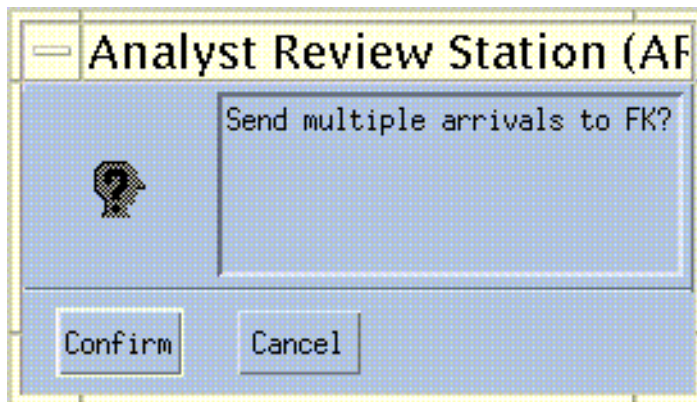 Analyst Review Station (AR
Send multiple arrivals to FK?
Confirm
Cancel